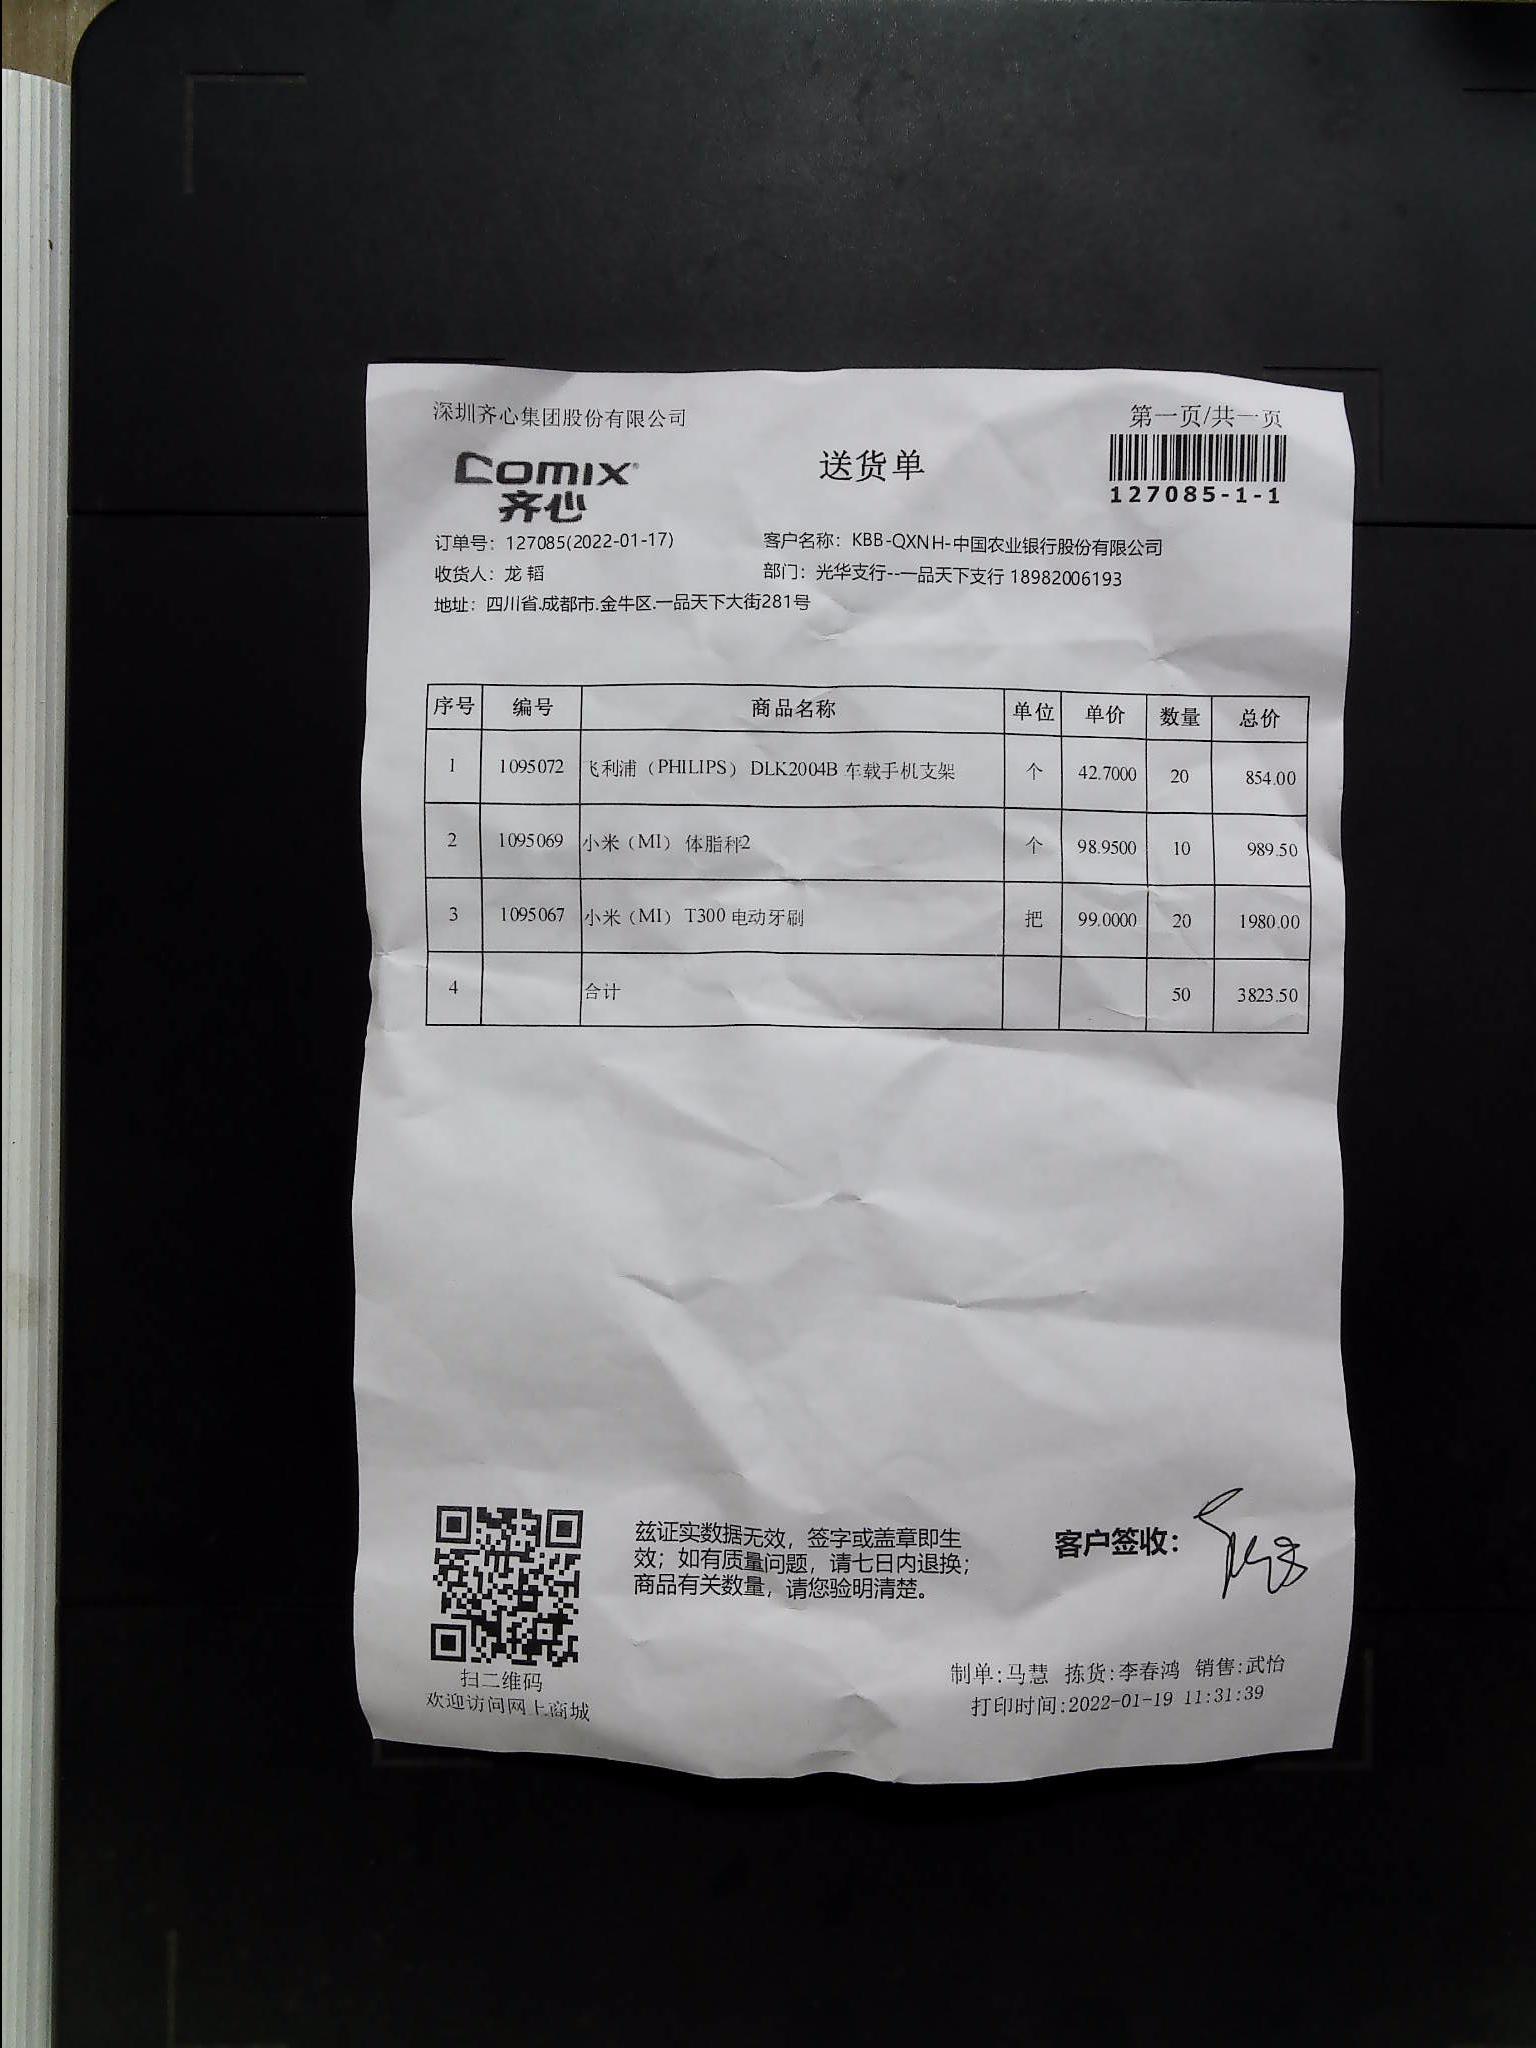 深圳齐心集团股份有限公司
第一页/共一页
COMIX
齐心
送货单
127085-1-1
订单号：127085(2022-01-17) 客户名称：KBB-QXNH-中国农业银行股份有限公司
收货人：龙 韬 部门：光华支行--一品天下支行 18982006193
地址：四川省.成都市.金牛区.一品天下大街281号
序号 编号 商品名称 单位 单价 数量 总价
1 1095072 飞利浦（PHILIPS） DLK2004B 车载手机支架 个 42.7000 20 854.00
2 1095069 小米（MI） 体脂秤2 个 98.9500 10 989.50
3 1095067 小米（MI） T300 电动牙刷 把 99.0000 20 1980.00
4 合计 50 3823.50
兹证实数据无效，签字或盖章即生
效；如有质量问题，请七日内退换；
商品有关数量，请您验明清楚。
客户签收：
扫二维码
欢迎访问网上商城
制单:马慧 拣货:李春鸿 销售:武怡
打印时间:2022-01-19 11:31:39